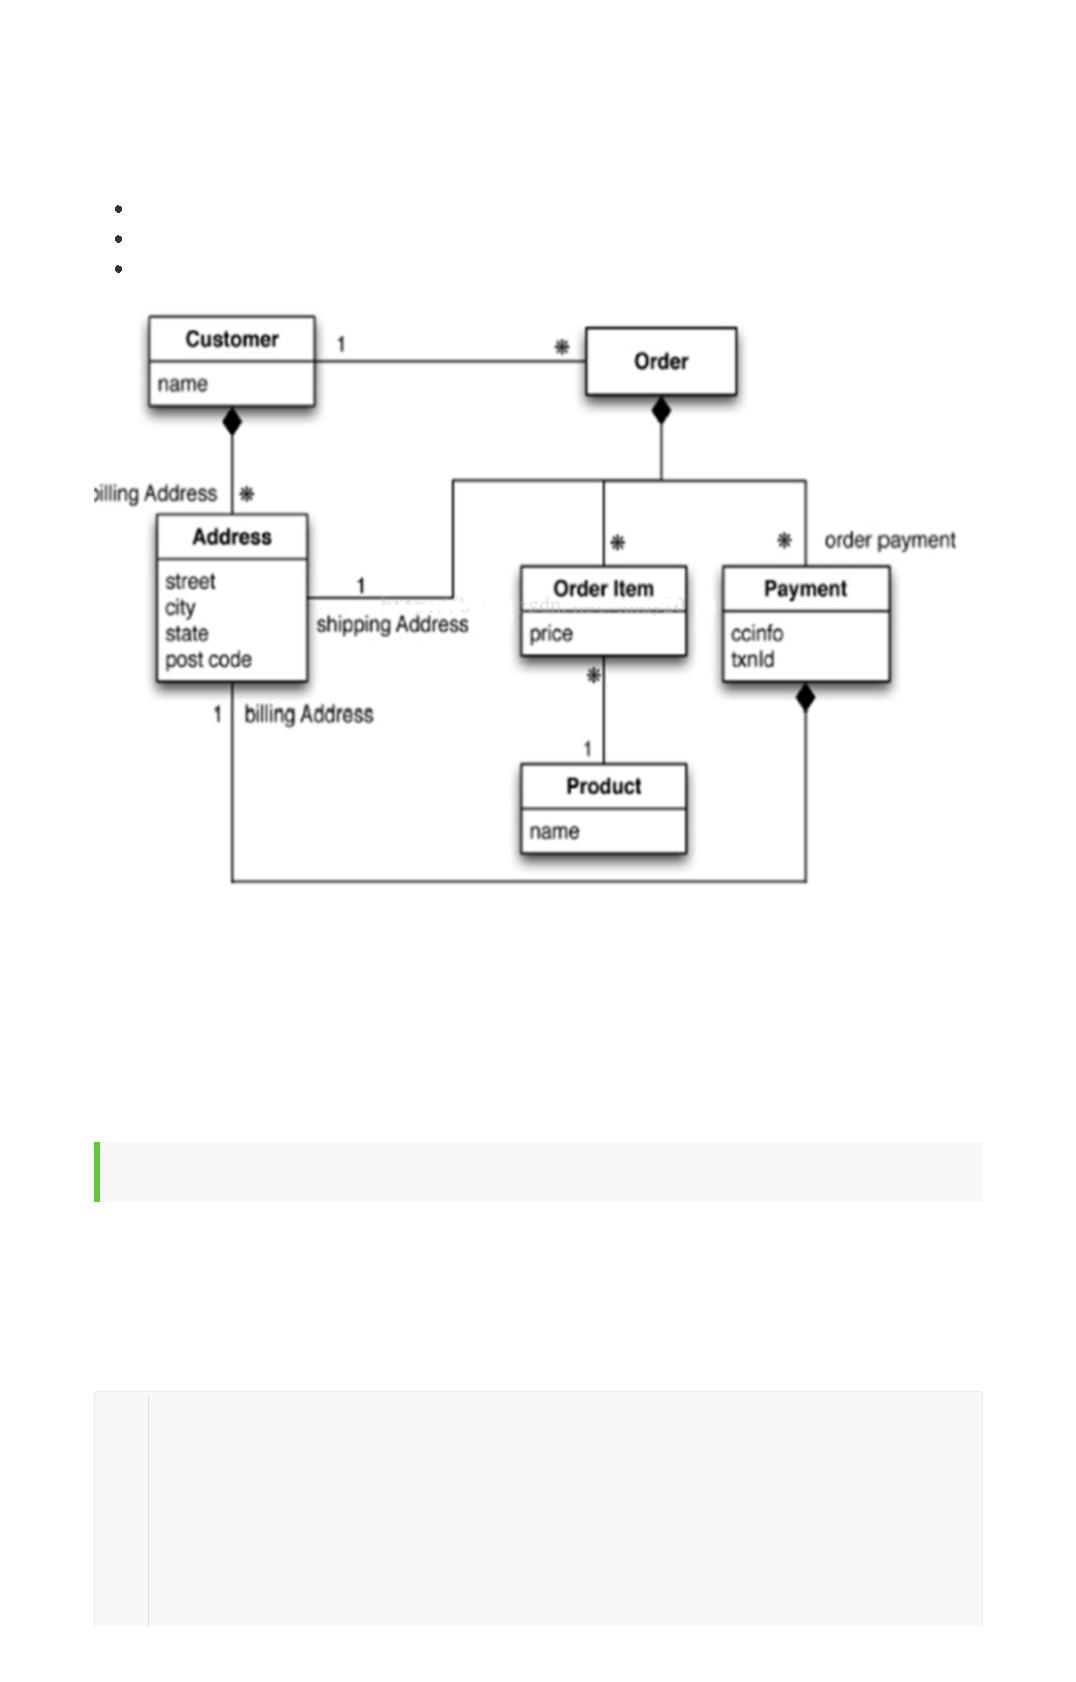 Customer
1
*
Order
name
billing Address
*
Address
street
city
state
post code
1
shipping Address
*
Order Item
price
*
order payment
Payment
ccinfo
txnId
1
billing Address
*
1
Product
name